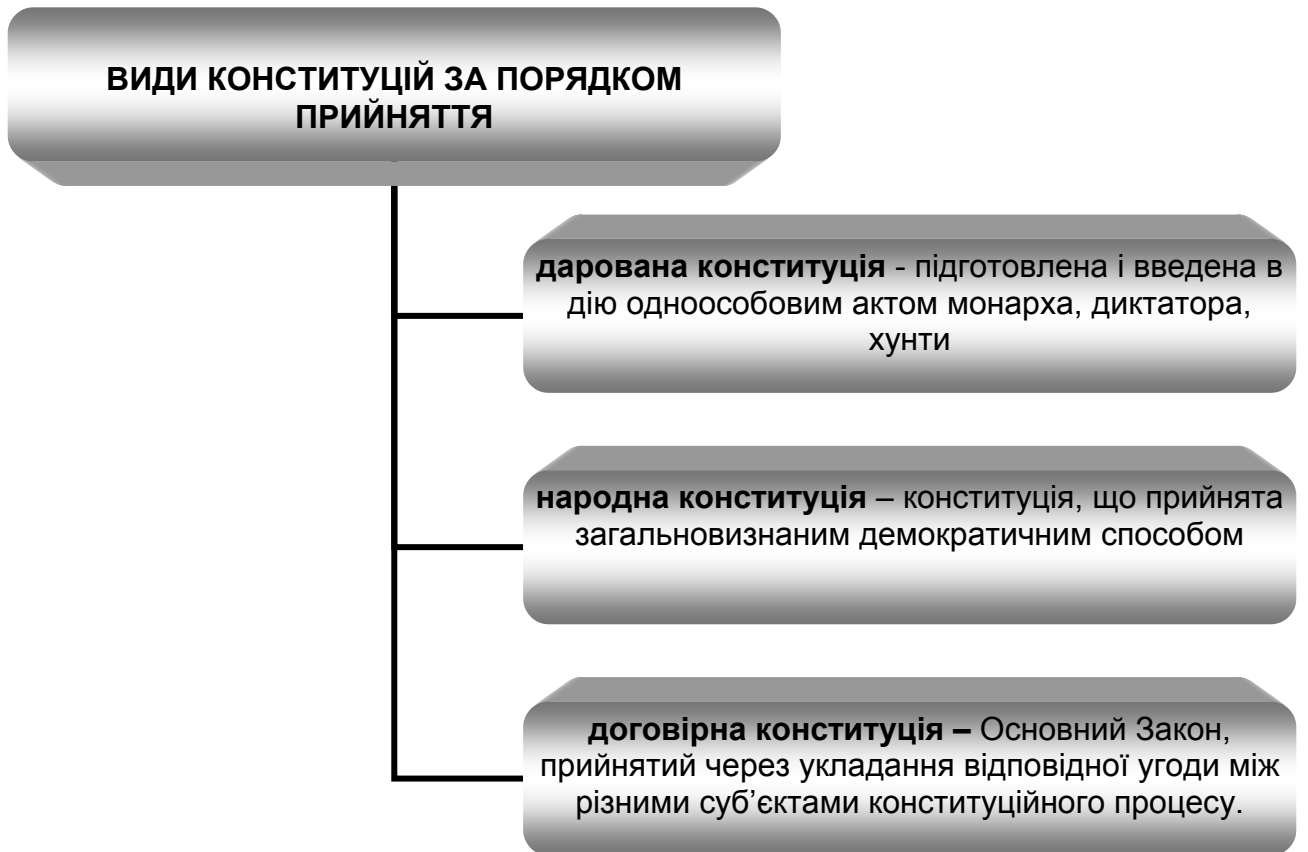 ВИДИ КОНСТИТУЦІЙ ЗА ПОРЯДКОМ
ПРИЙНЯТТЯ
дарована конституція - підготовлена і введена в
дію одноособовим актом монарха, диктатора,
хунти
народна конституція – конституція, що прийнята
загальновизнаним демократичним способом
договірна конституція – Основний Закон,
прийнятий через укладання відповідної угоди між
різними суб’єктами конституційного процесу.